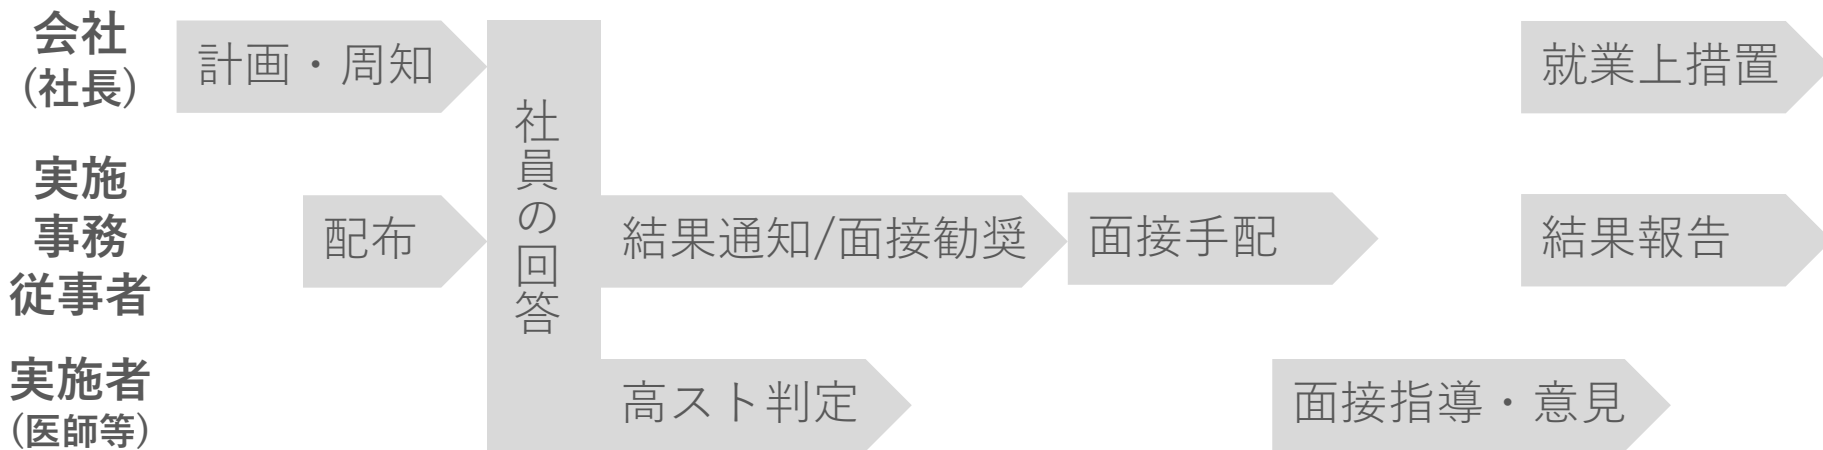 会社
(社長)
計画・周知
就業上措置
社員の回答
実施
事務
従事者
配布
結果通知/面接勧奨
面接手配
結果報告
実施者
(医師等)
高スト判定
面接指導・意見